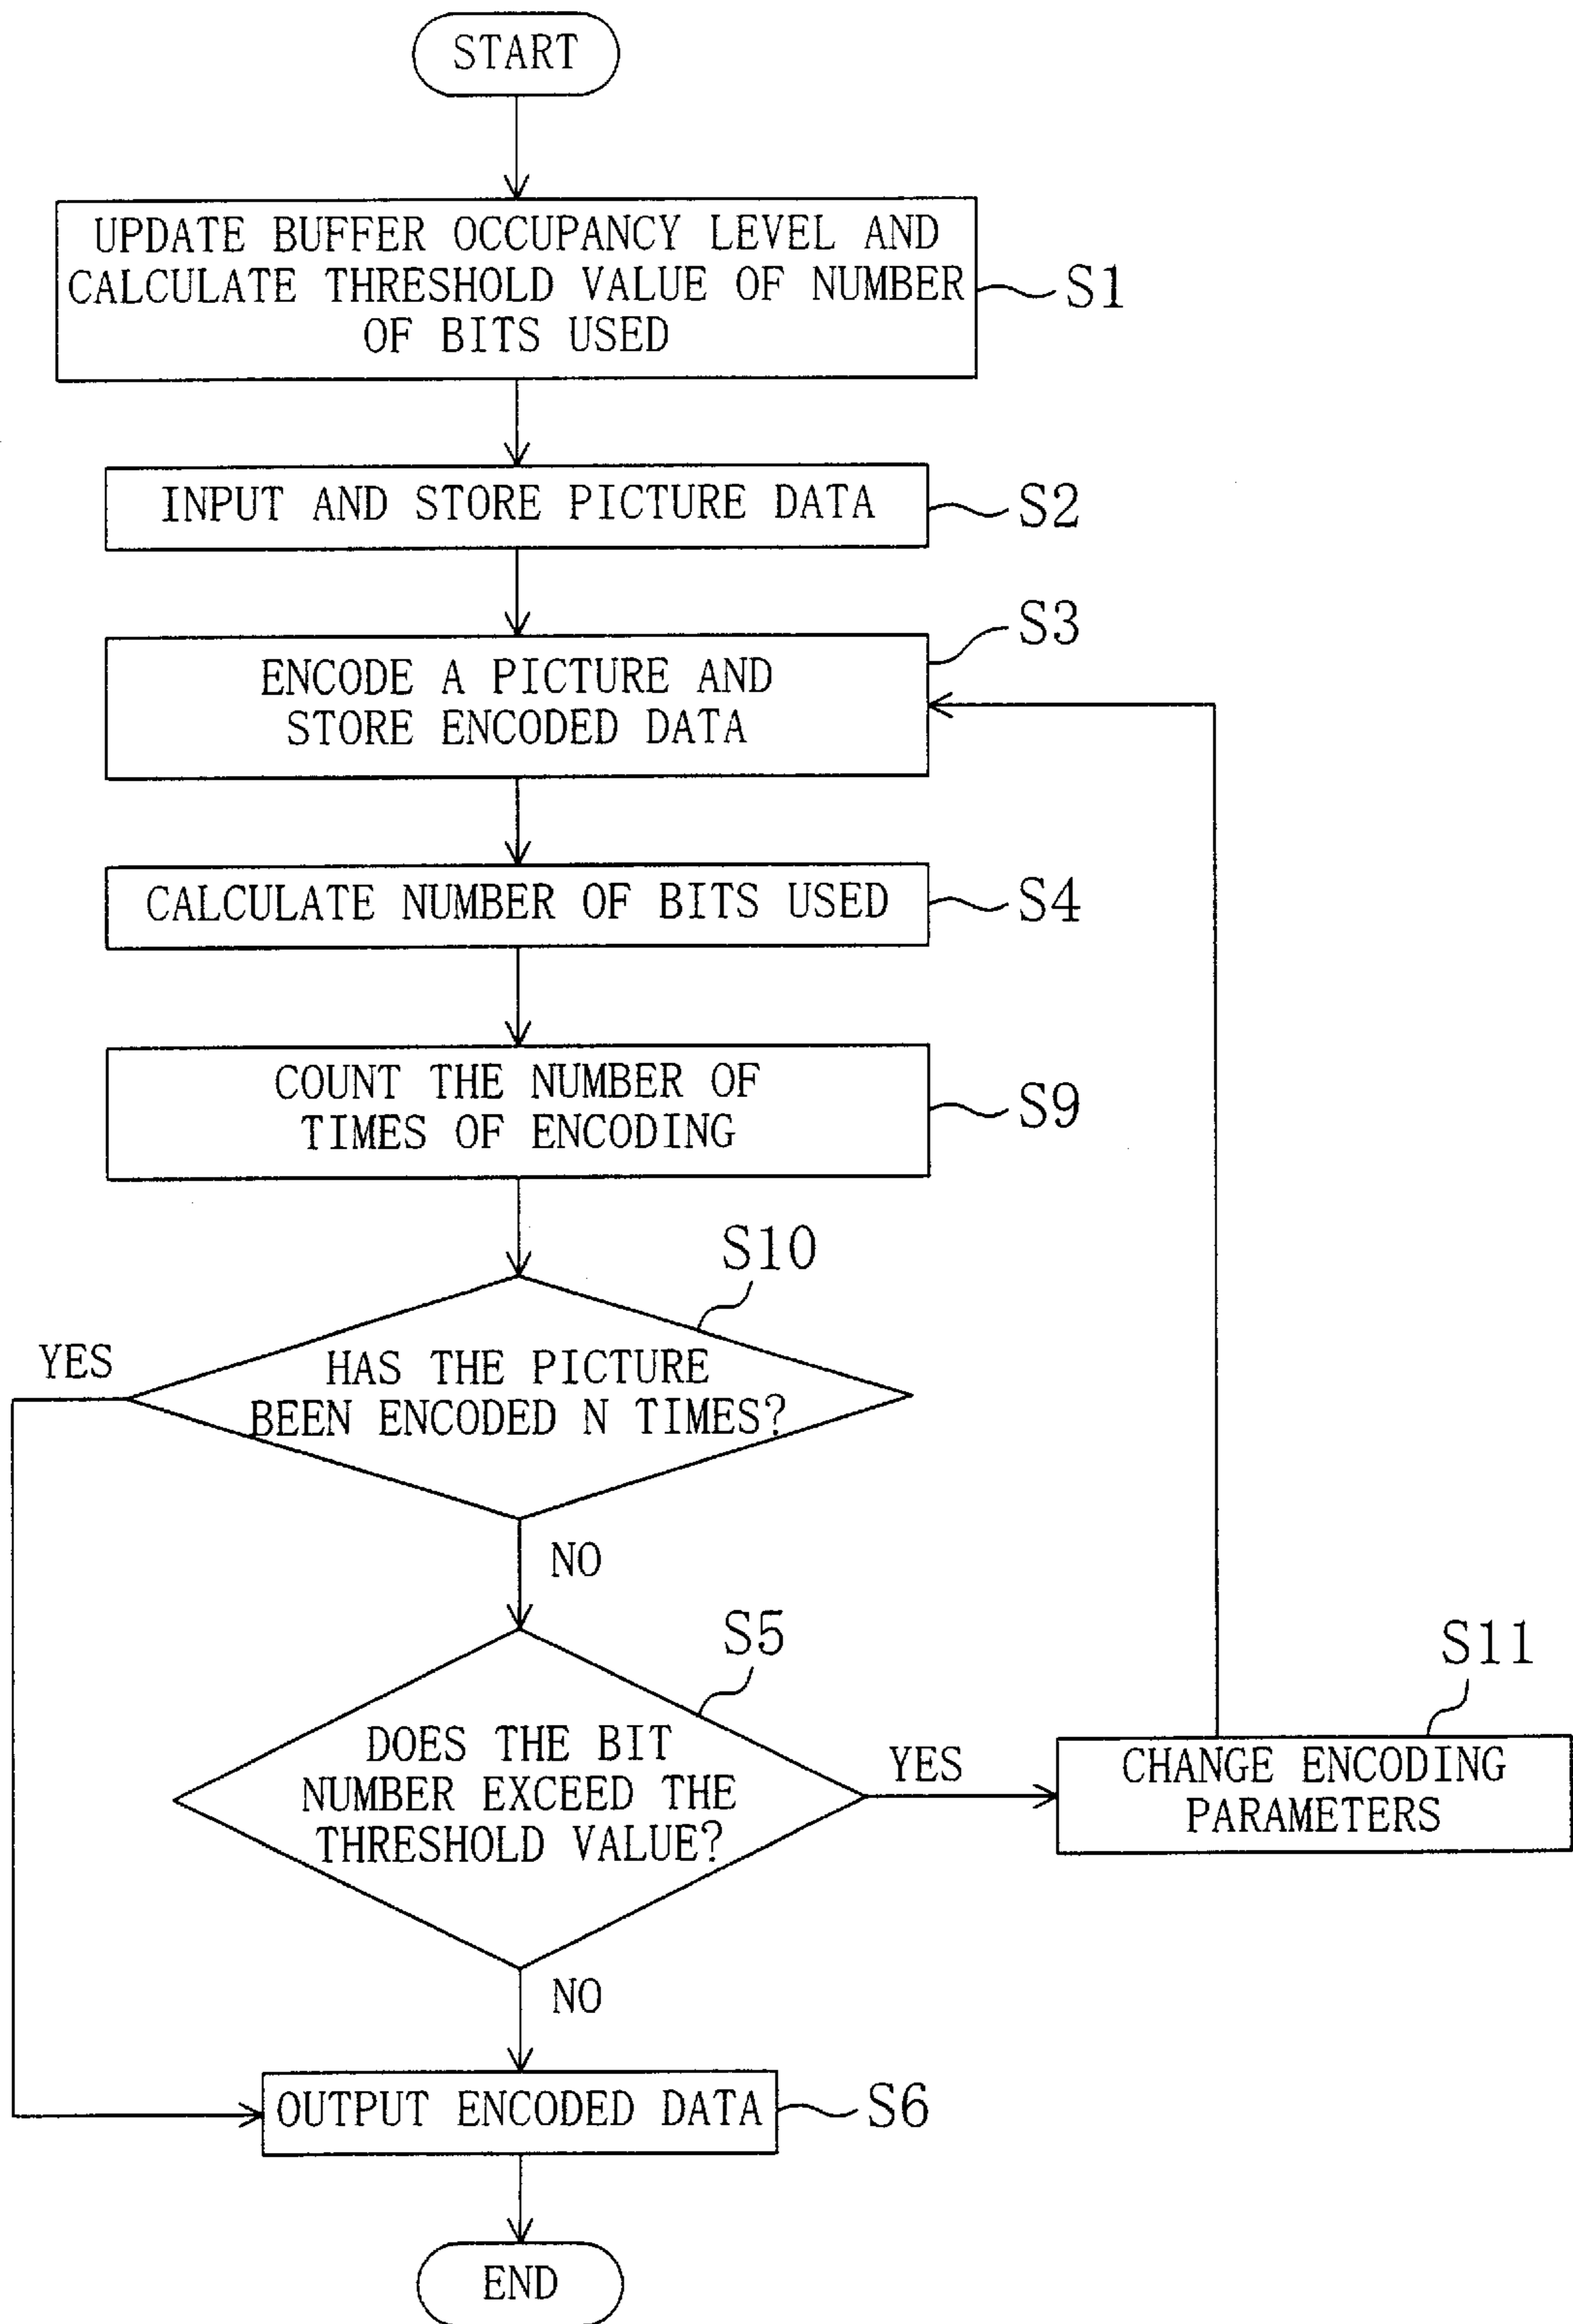 START
UPDATE BUFFER OCCUPANCY LEVEL AND
CALCULATE THRESHOLD VALUE OF NUMBER
OF BITS USED
S1
INPUT AND STORE PICTURE DATA
S2
S3
ENCODE A PICTURE AND
STORE ENCODED DATA
CALCULATE NUMBER OF BITS USED
S4
COUNT THE NUMBER OF
TIMES OF ENCODING
S9
S10
YES
HAS THE PICTURE
BEEN ENCODED N TIMES?
NO
S5
DOES THE BIT
NUMBER EXCEED THE
THRESHOLD VALUE?
YES
S11
CHANGE ENCODING
PARAMETERS
NO
OUTPUT ENCODED DATA
S6
END